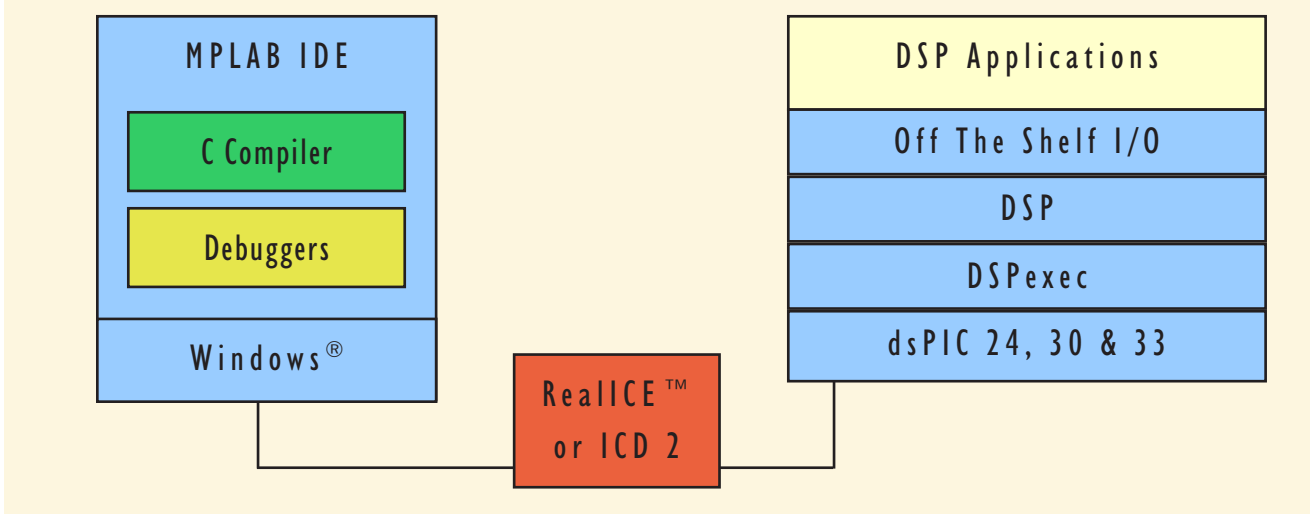 MPLAB IDE
C Compiler
Debuggers
Windows®
RealICE™
or ICD 2
DSP Applications
Off The Shelf I/O
DSP
DSPexec
dsPIC 24, 30 & 33